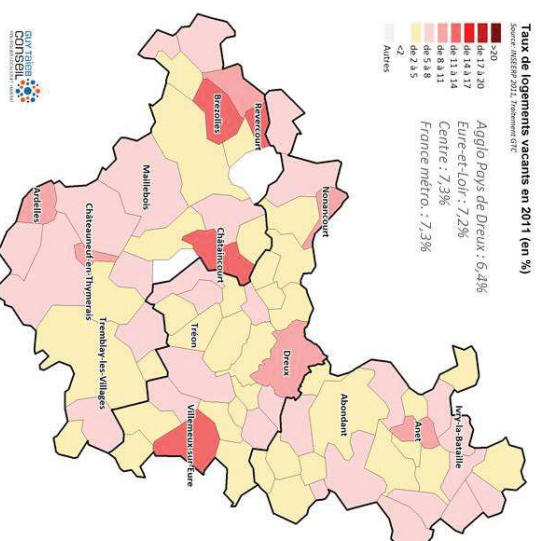 Taux de logements vacants en 2011 (en %)
Source: INSEE RP 2011, Traitement GTC
>20
de 17 à 20
de 14 à 17
de 11 à 14
de 8 à 11
de 5 à 8
de 2 à 5
<2
Autres
Agglo Pays de Dreux : 6,4%
Eure-et-Loir : 7,2%
Centre : 7,3%
France métro. : 7,3%
Ivry-la-Bataille
Anet
Abondant
Nonancourt
Dreux
Revercourt
Brezolles
Châtaincourt
Tréon
Villemeux-sur-Eure
Maillebois
Châteauneuf-en-Thymerais
Tremblay-les-Villages
Ardelles
GUY TAIEB
CONSEIL